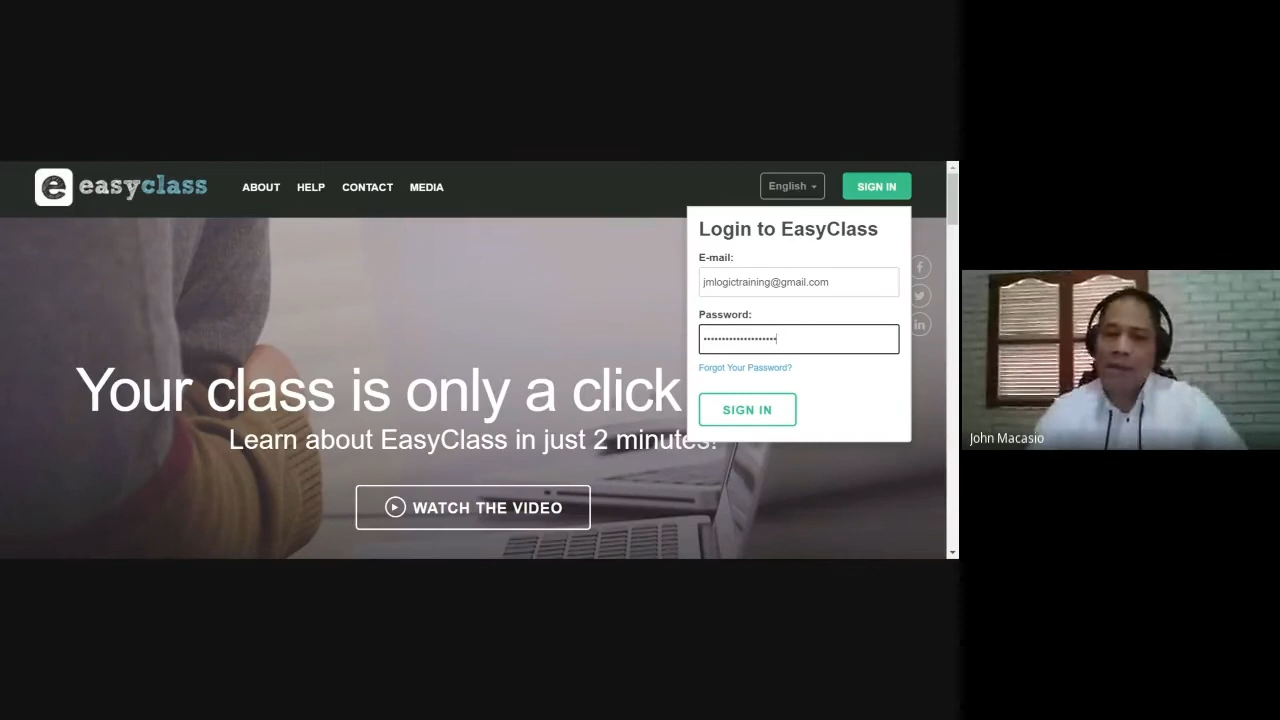 easyclass
ABOUT HELP CONTACT MEDIA
English
SIGN IN
Login to EasyClass
E-mail:
jmlogictraining@gmail.com
Password:
Forgot Your Password?
SIGN IN
Your class is only a click
Learn about EasyClass in just 2 minutes!
WATCH THE VIDEO
John Macasio